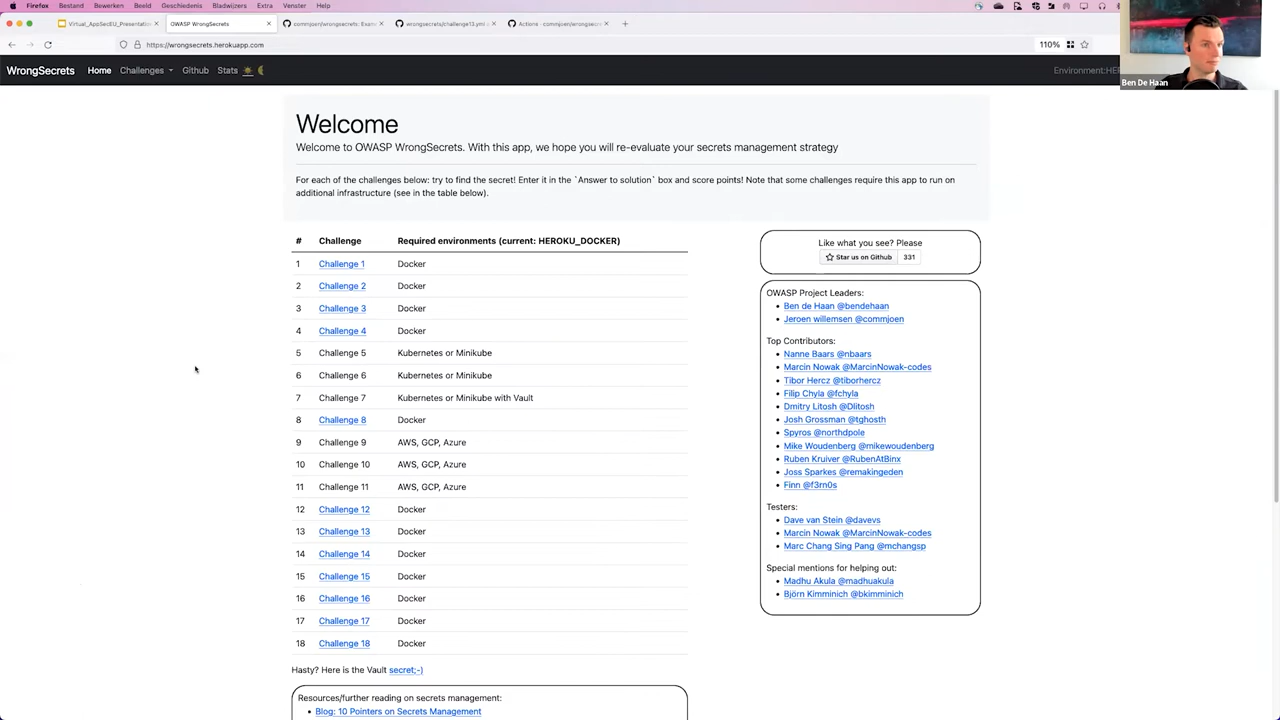 Firefox Bestand Bewerken Beeld Geschiedenis Bladwijzers Extra Venster Help
Virtual_AppSecEU_Presentation
OWASP WrongSecrets
commjoen/wrongsecrets: Exam
wrongsecrets/challenge13.yml
Actions · commjoen/wrongsec
https://wrongsecrets.herokuapp.com
110%
Ben De Haan
WrongSecrets Home Challenges Github Stats
Environment:HE
Welcome
Welcome to OWASP WrongSecrets. With this app, we hope you will re-evaluate your secrets management strategy
For each of the challenges below: try to find the secret! Enter it in the `Answer to solution` box and score points! Note that some challenges require this app to run on
additional infrastructure (see in the table below).
# Challenge Required environments (current: HEROKU_DOCKER)
1 Challenge 1 Docker
2 Challenge 2 Docker
3 Challenge 3 Docker
4 Challenge 4 Docker
5 Challenge 5 Kubernetes or Minikube
6 Challenge 6 Kubernetes or Minikube
7 Challenge 7 Kubernetes or Minikube with Vault
8 Challenge 8 Docker
9 Challenge 9 AWS, GCP, Azure
10 Challenge 10 AWS, GCP, Azure
11 Challenge 11 AWS, GCP, Azure
12 Challenge 12 Docker
13 Challenge 13 Docker
14 Challenge 14 Docker
15 Challenge 15 Docker
16 Challenge 16 Docker
17 Challenge 17 Docker
18 Challenge 18 Docker
Hasty? Here is the Vault secret;-)
Resources/further reading on secrets management:
• Blog: 10 Pointers on Secrets Management
Like what you see? Please
Star us on Github 331
OWASP Project Leaders:
• Ben de Haan @bendehaan
• Jeroen willemsen @commjoen
Top Contributors:
• Nanne Baars @nbaars
• Marcin Nowak @MarcinNowak-codes
• Tibor Hercz @tiborhercz
• Filip Chyla @fchyla
• Dmitry Litosh @Dlitosh
• Josh Grossman @tghosth
• Spyros @northdpole
• Mike Woudenberg @mikewoudenberg
• Ruben Kruiver @RubenAtBinx
• Joss Sparkes @remakingeden
• Finn @f3rn0s
Testers:
• Dave van Stein @davevs
• Marcin Nowak @MarcinNowak-codes
• Marc Chang Sing Pang @mchangsp
Special mentions for helping out:
• Madhu Akula @madhuakula
• Björn Kimminich @bkimminich